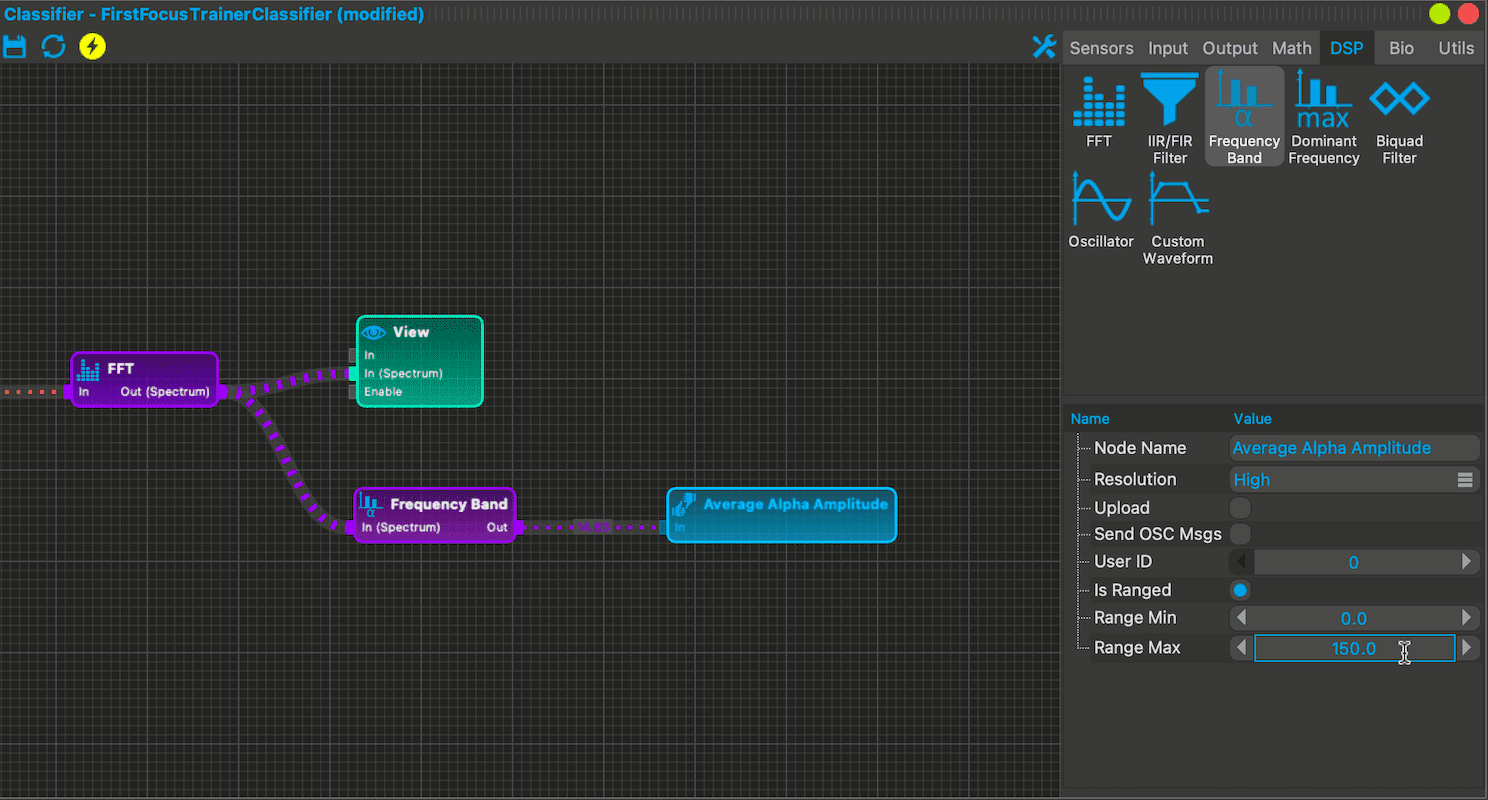 Classifier - FirstFocusTrainerClassifier (modified)
Sensors Input Output Math DSP Bio Utils
FFT
IIR/FIR
Filter
α
Frequency
Band
max
Dominant
Frequency
Biquad
Filter
Oscillator
Custom
Waveform
View
In
In (Spectrum)
Enable
FFT
In Out (Spectrum)
α
Frequency Band
In (Spectrum) Out
Average Alpha Amplitude
In
Name Value
Node Name Average Alpha Amplitude
Resolution High
Upload
Send OSC Msgs
User ID 0
Is Ranged
Range Min 0.0
Range Max 150.0